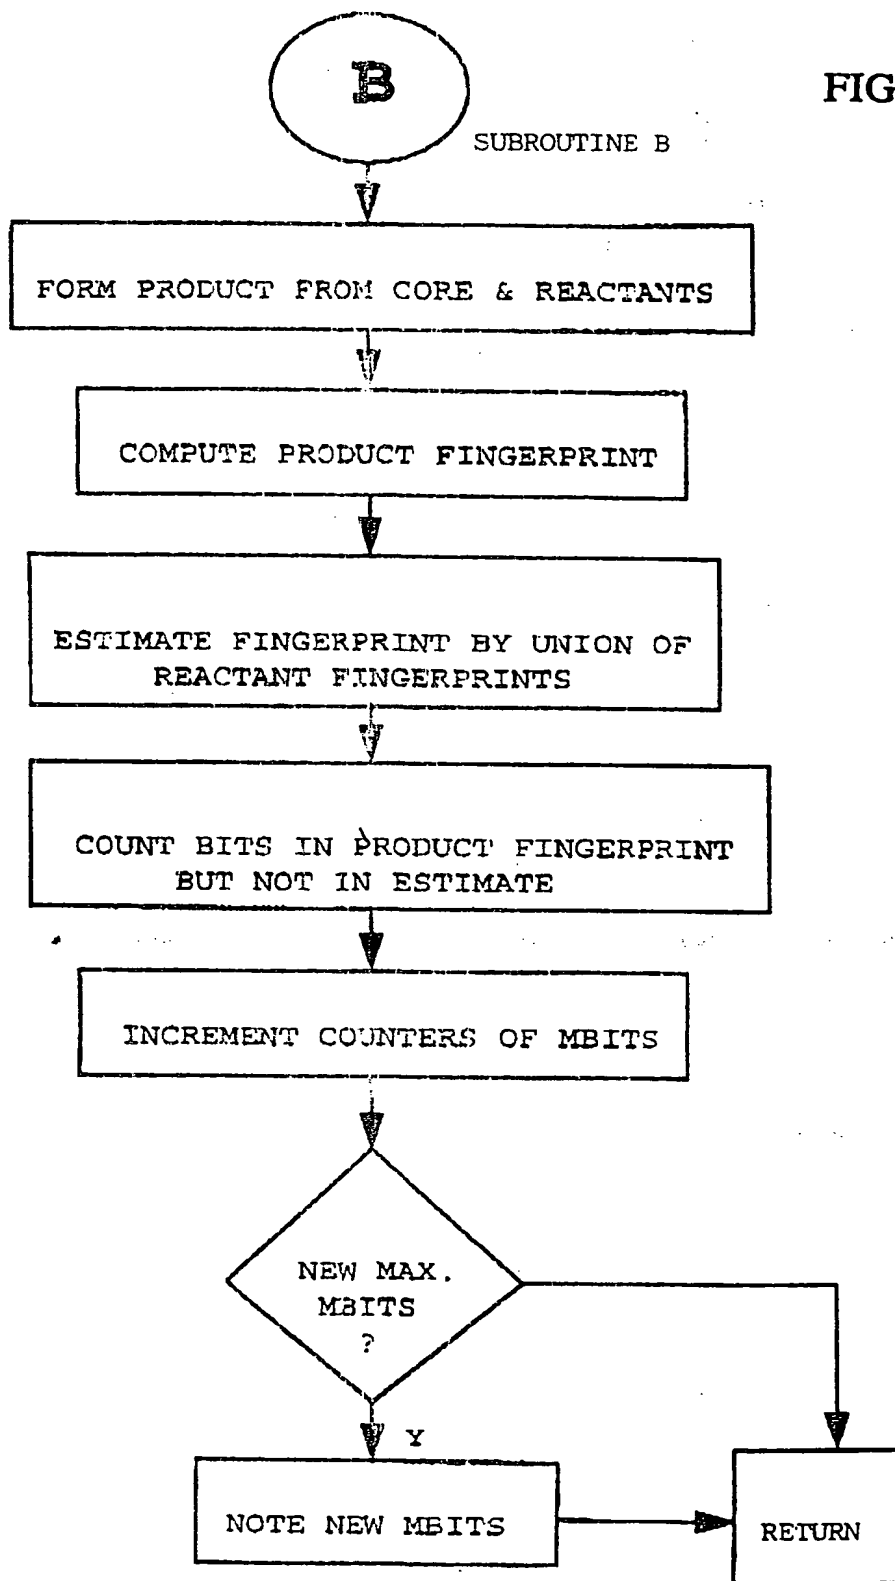 B
FIG
SUBROUTINE B
FORM PRODUCT FROM CORE & REACTANTS
COMPUTE PRODUCT FINGERPRINT
ESTIMATE FINGERPRINT BY UNION OF
REACTANT FINGERPRINTS
COUNT BITS IN PRODUCT FINGERPRINT
BUT NOT IN ESTIMATE
INCREMENT COUNTERS OF MBITS
NEW MAX.
MBITS
?
Y
NOTE NEW MBITS
RETURN